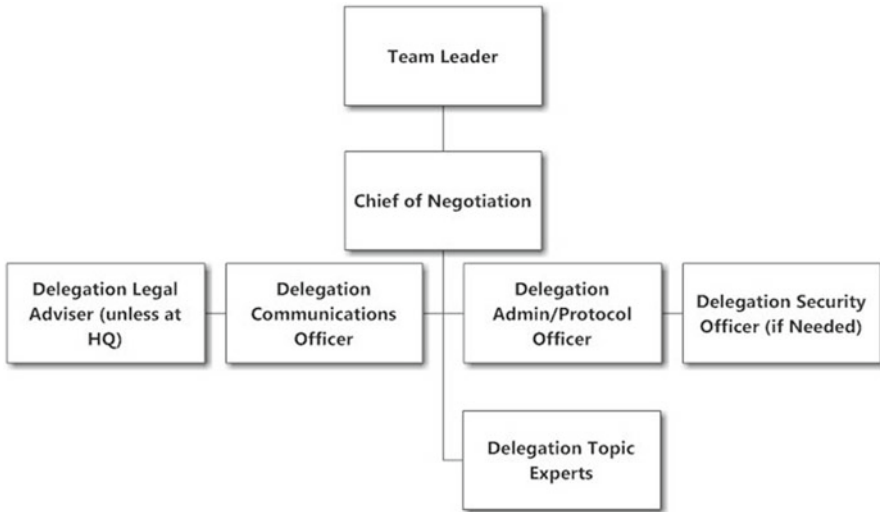 Team Leader
Chief of Negotiation
Delegation Legal
Adviser (unless at
HQ)
Delegation
Communications
Officer
Delegation
Admin/Protocol
Officer
Delegation Security
Officer (if Needed)
Delegation Topic
Experts